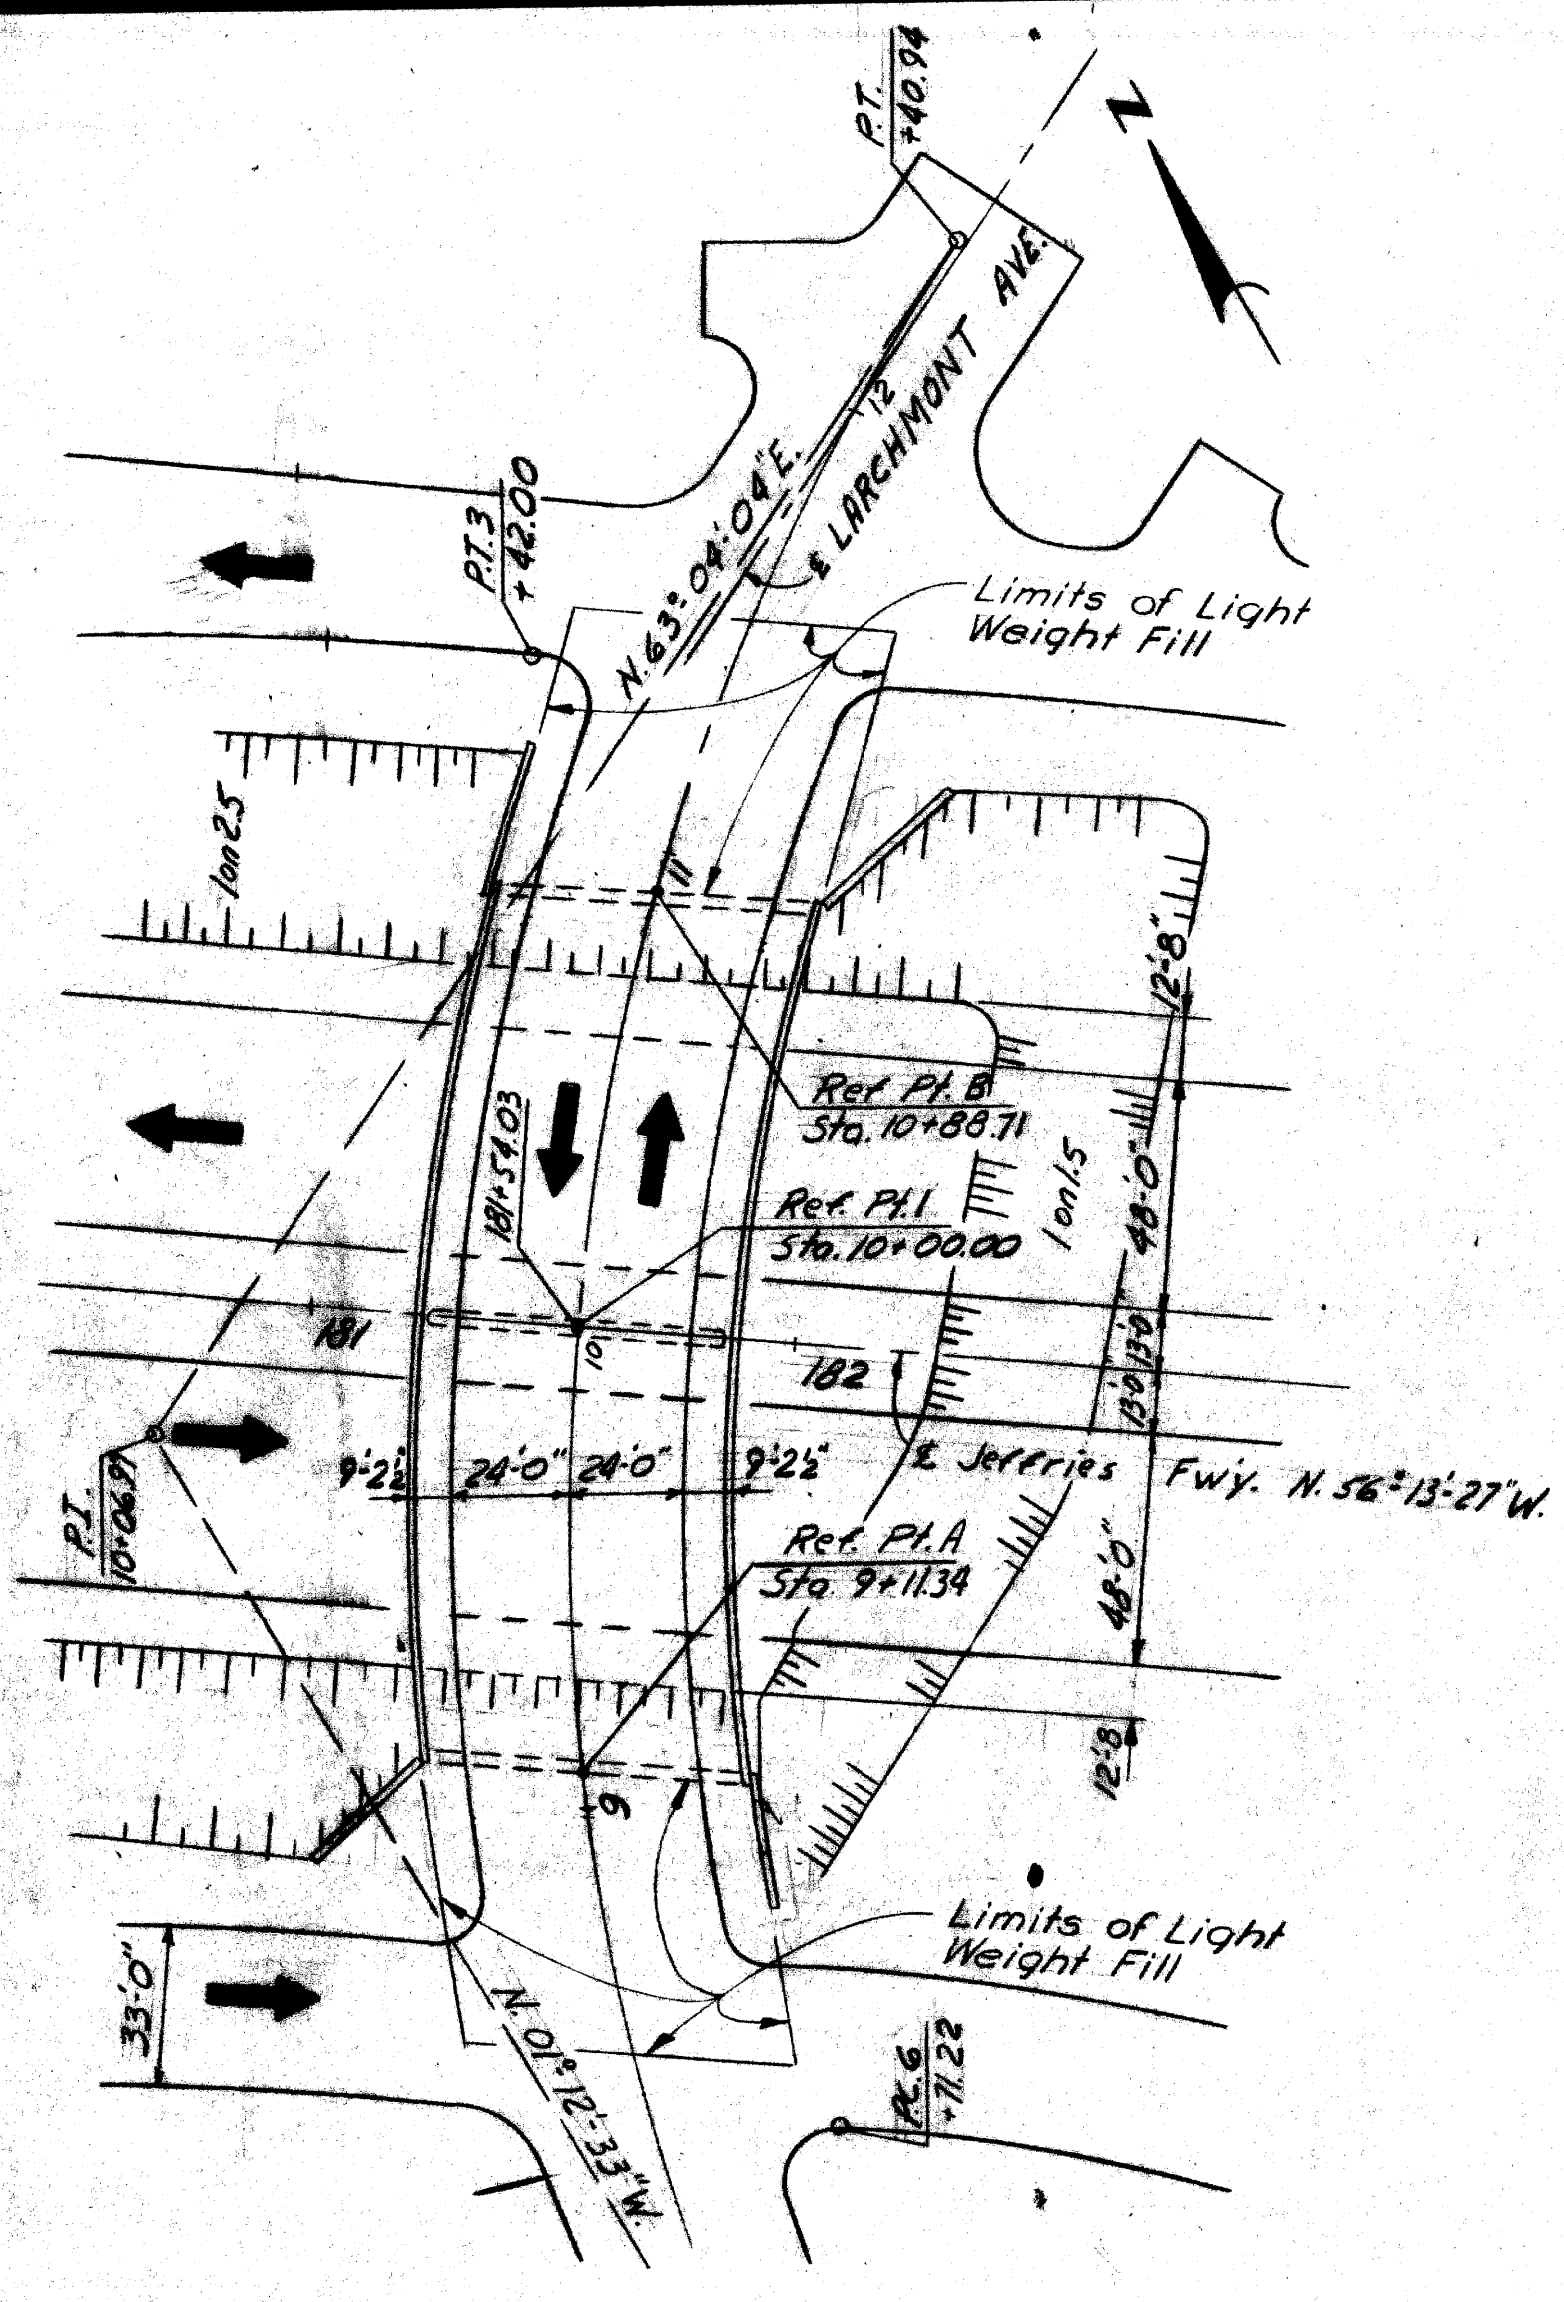 P.T.
+40.94
N
℄ LARCHMONT AVE.
12
N. 63°-04'-04"E.
P.T.3
+42.00
Limits of Light
Weight Fill
1 on 2.5
11
12'-8"
Ref Pt. B
Sta. 10+88.71
181+54.03
1 on 1.5
48'-0"
Ref. Pt. 1
Sta. 10+00.00
181
10
182
13'-0"
13'-0"
℄ Jeffries Fw'y. N. 56°-13'-27"W.
P.I.
10+06.91
9'-2½"
24'-0"
24'-0"
9'-2½"
Ref. Pt. A
Sta 9+11.34
48'-0"
12'-8
9
Limits of Light
Weight Fill
33'-0"
N. 01°-12'-33"W.
P.C.6
+71.22